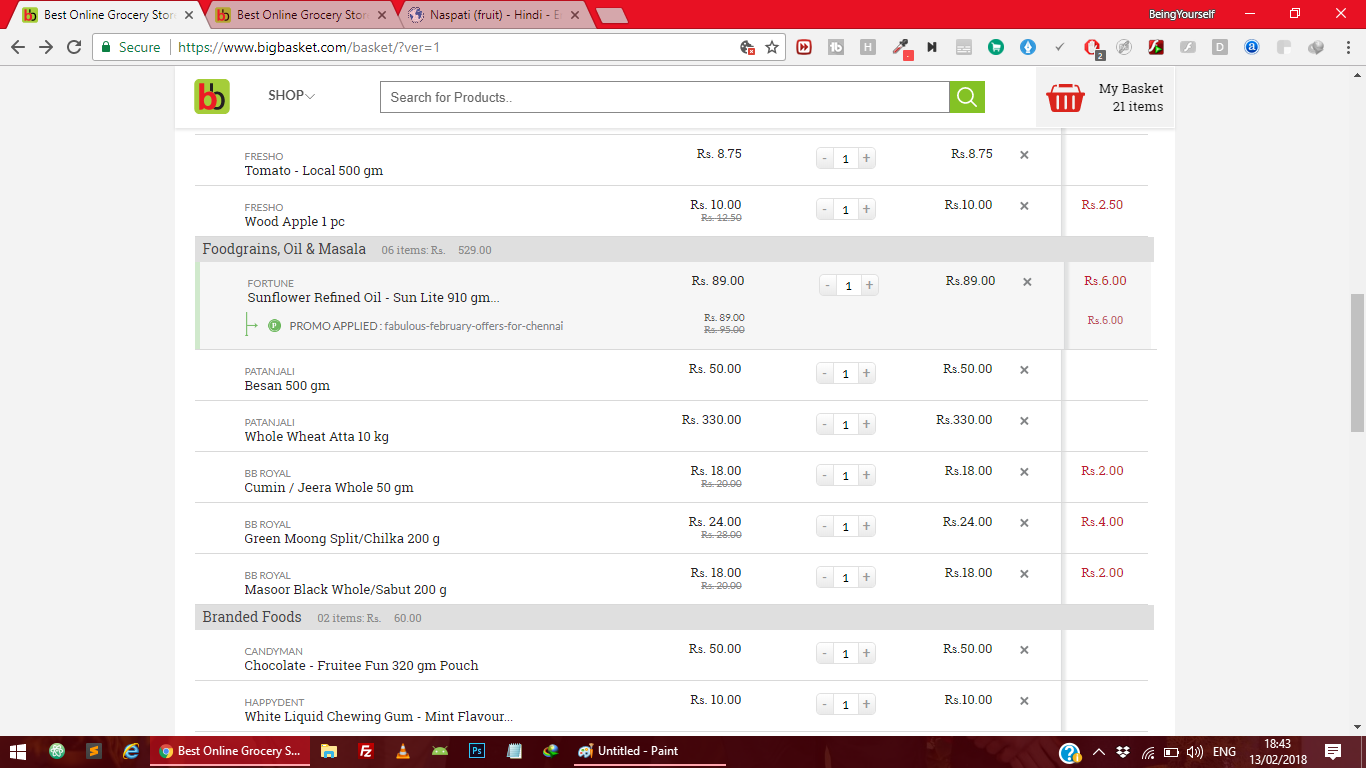 Best Online Grocery Stor
Best Online Grocery Stor
Naspati (fruit) - Hindi - E
BeingYourself
Secure
https://www.bigbasket.com/basket/?ver=1
bb
SHOP
Search for Products..
My Basket
21 items
FRESHO
Tomato - Local 500 gm
Rs. 8.75
- 1 +
Rs.8.75
FRESHO
Wood Apple 1 pc
Rs. 10.00
Rs. 12.50
- 1 +
Rs.10.00
Rs.2.50
Foodgrains, Oil & Masala 06 items: Rs. 529.00
FORTUNE
Sunflower Refined Oil - Sun Lite 910 gm...
Rs. 89.00
- 1 +
Rs.89.00
Rs.6.00
P PROMO APPLIED : fabulous-february-offers-for-chennai
Rs. 89.00
Rs. 95.00
Rs.6.00
PATANJALI
Besan 500 gm
Rs. 50.00
- 1 +
Rs.50.00
PATANJALI
Whole Wheat Atta 10 kg
Rs. 330.00
- 1 +
Rs.330.00
BB ROYAL
Cumin / Jeera Whole 50 gm
Rs. 18.00
Rs. 20.00
- 1 +
Rs.18.00
Rs.2.00
BB ROYAL
Green Moong Split/Chilka 200 g
Rs. 24.00
Rs. 28.00
- 1 +
Rs.24.00
Rs.4.00
BB ROYAL
Masoor Black Whole/Sabut 200 g
Rs. 18.00
Rs. 20.00
- 1 +
Rs.18.00
Rs.2.00
Branded Foods 02 items: Rs. 60.00
CANDYMAN
Chocolate - Fruitee Fun 320 gm Pouch
Rs. 50.00
- 1 +
Rs.50.00
HAPPYDENT
White Liquid Chewing Gum - Mint Flavour...
Rs. 10.00
- 1 +
Rs.10.00
Best Online Grocery S...
Untitled - Paint
ENG
18:43
13/02/2018